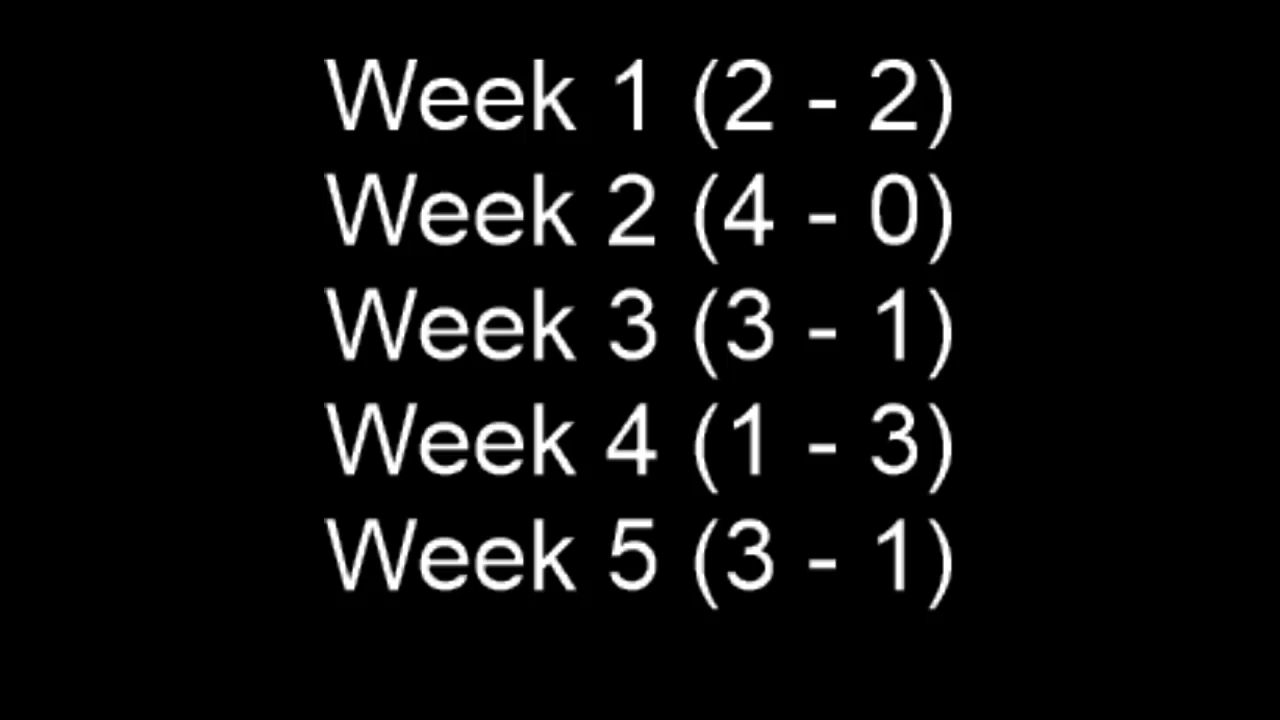 Week 1 (2 - 2)
Week 2 (4 - 0)
Week 3 (3 - 1)
Week 4 (1 - 3)
Week 5 (3 - 1)